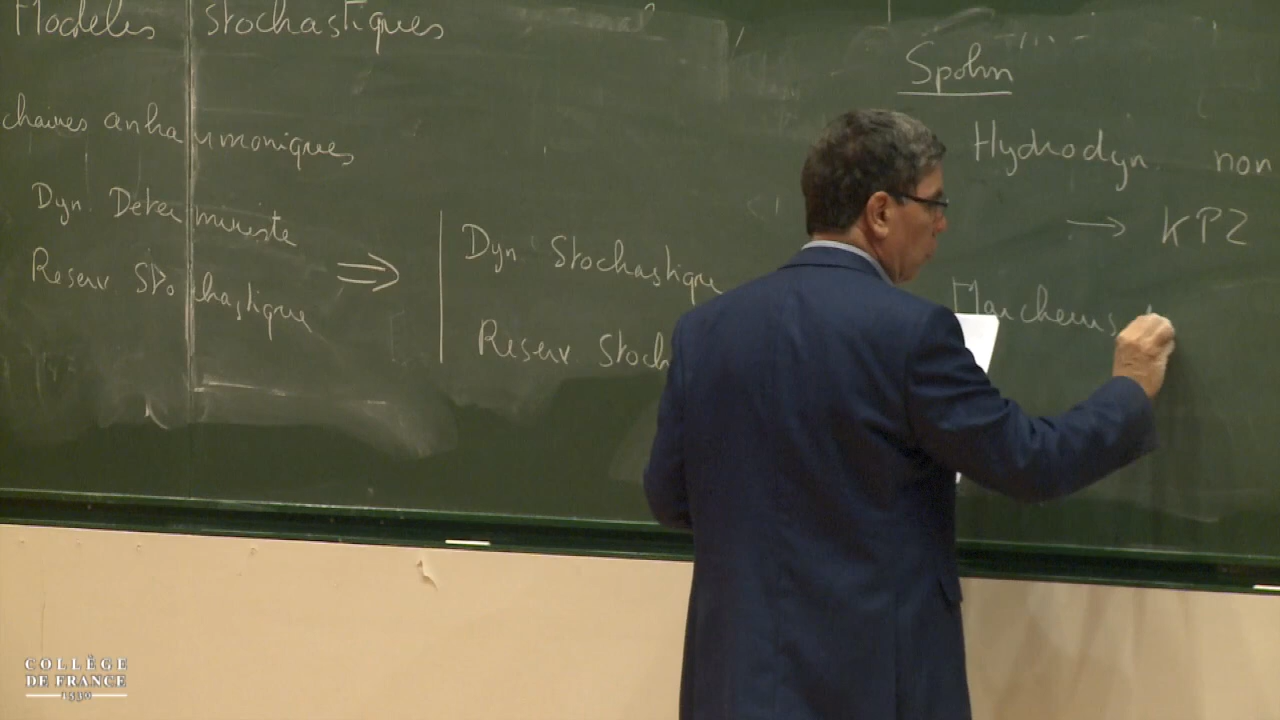 Modeles stochastiques
chaines anharmoniques
Dyn. Deterministe
Reserv. Stochastique
⇒
Dyn. Stochastique
Reserv. Stoch
Spohn
Hydrodyn. non
→ KPZ
Marcheurs
COLLÈGE
DE FRANCE
1530